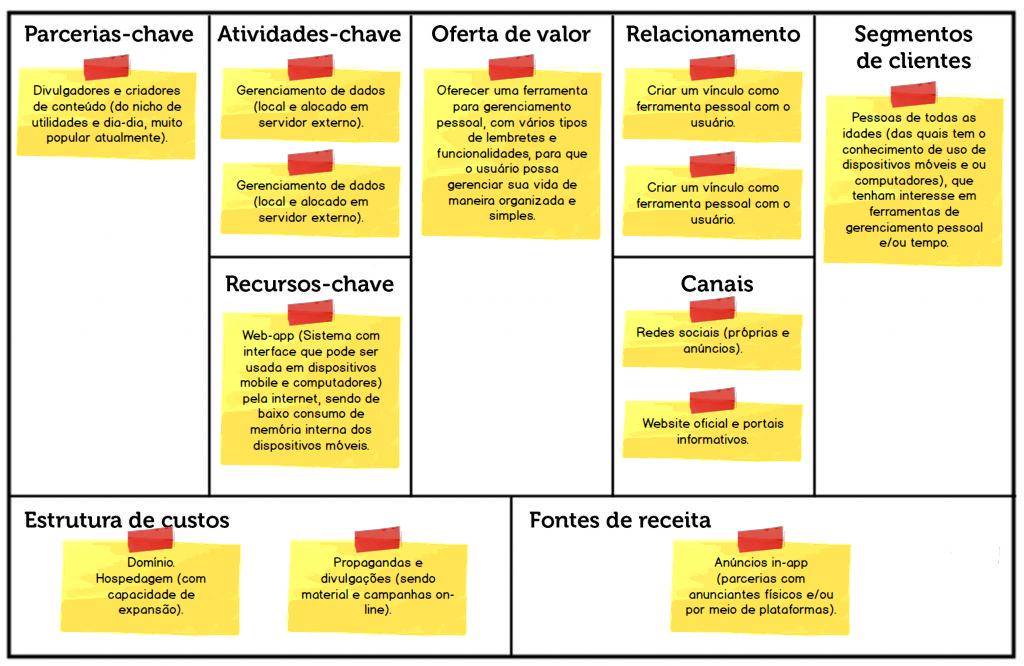 Parcerias-chave
Divulgadores e criadores
de conteúdo (do nicho de
utilidades e dia-dia, muito
popular atualmente).
Atividades-chave
Gerenciamento de dados
(local e alocado em
servidor externo).
Gerenciamento de dados
(local e alocado em
servidor externo).
Recursos-chave
Web-app (Sistema com
interface que pode ser
usada em dispositivos
mobile e computadores)
pela internet, sendo de
baixo consumo de
memória interna dos
dispositivos móveis.
Oferta de valor
Oferecer uma ferramenta
para gerenciamento
pessoal, com vários tipos
de lembretes e
funcionalidades, para que
o usuário possa
gerenciar sua vida de
maneira organizada e
simples.
Relacionamento
Criar um vínculo como
ferramenta pessoal com o
usuário.
Criar um vínculo como
ferramenta pessoal com o
usuário.
Canais
Redes sociais (próprias e
anúncios).
Website oficial e portais
informativos.
Segmentos
de clientes
Pessoas de todas as
idades (das quais tem o
conhecimento de uso de
dispositivos móveis e ou
computadores), que
tenham interesse em
ferramentas de
gerenciamento pessoal
e/ou tempo.
Estrutura de custos
Domínio.
Hospedagem (com
capacidade de
expansão).
Propagandas e
divulgações (sendo
material e campanhas on-
line).
Fontes de receita
Anúncios in-app
(parcerias com
anunciantes físicos e/ou
por meio de plataformas).